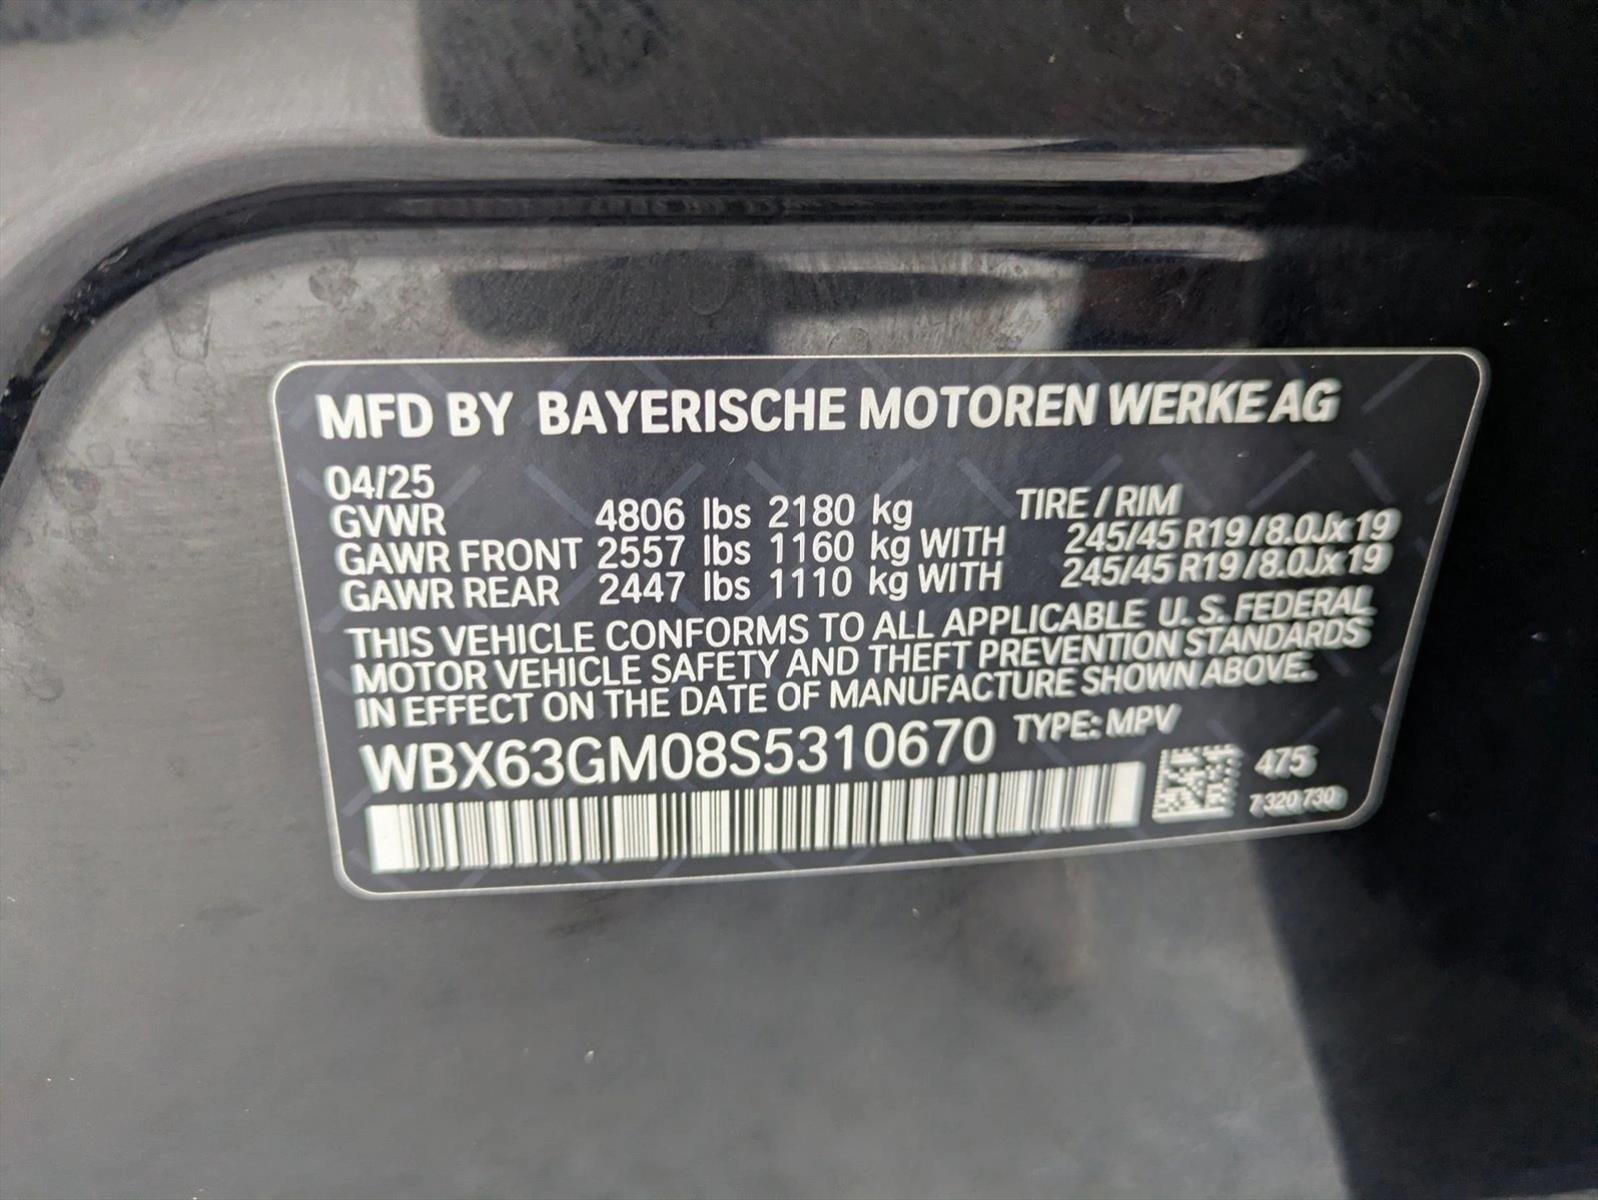 MFD BY BAYERISCHE MOTOREN WERKE AG
04/25
GVWR 4806 lbs 2180 kg TIRE / RIM
GAWR FRONT 2557 lbs 1160 kg WITH 245/45 R19 / 8.0Jx19
GAWR REAR 2447 lbs 1110 kg WITH 245/45 R19 / 8.0Jx19
THIS VEHICLE CONFORMS TO ALL APPLICABLE U.S. FEDERAL
MOTOR VEHICLE SAFETY AND THEFT PREVENTION STANDARDS
IN EFFECT ON THE DATE OF MANUFACTURE SHOWN ABOVE.
WBX63GM08S5310670 TYPE: MPV
475
7 320 730